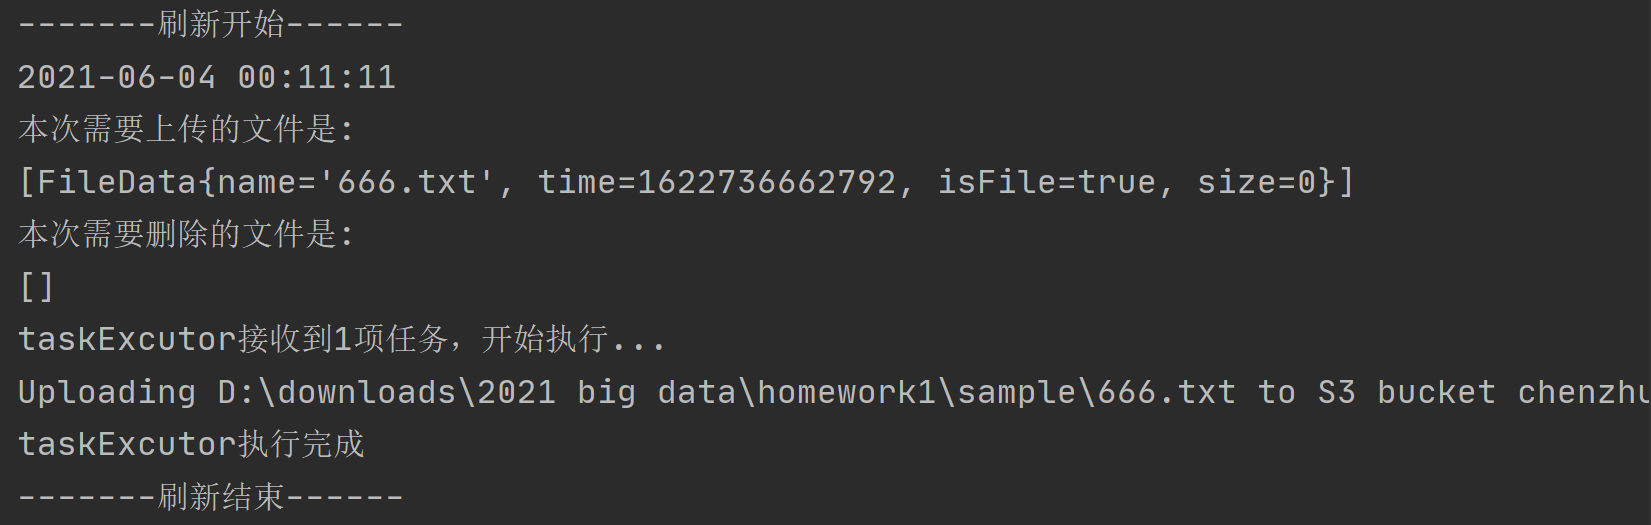 -------刷新开始------
2021-06-04 00:11:11
本次需要上传的文件是:
[FileData{name='666.txt', time=1622736662792, isFile=true, size=0}]
本次需要删除的文件是:
[]
taskExcutor接收到1项任务，开始执行...
Uploading D:\downloads\2021 big data\homework1\sample\666.txt to S3 bucket chenzhu
taskExcutor执行完成
-------刷新结束------